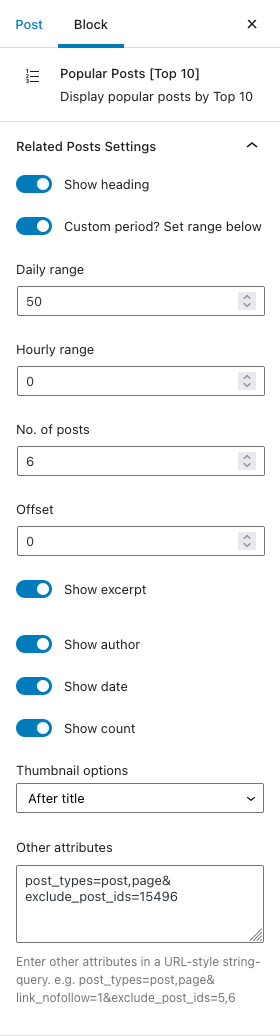 Post Block ×
Popular Posts [Top 10]
Display popular posts by Top 10
Related Posts Settings
Show heading
Custom period? Set range below
Daily range
50
Hourly range
0
No. of posts
6
Offset
0
Show excerpt
Show author
Show date
Show count
Thumbnail options
After title
Other attributes
post_types=post,page&
exclude_post_ids=15496
Enter other attributes in a URL-style string-
query. e.g. post_types=post,page&
link_nofollow=1&exclude_post_ids=5,6